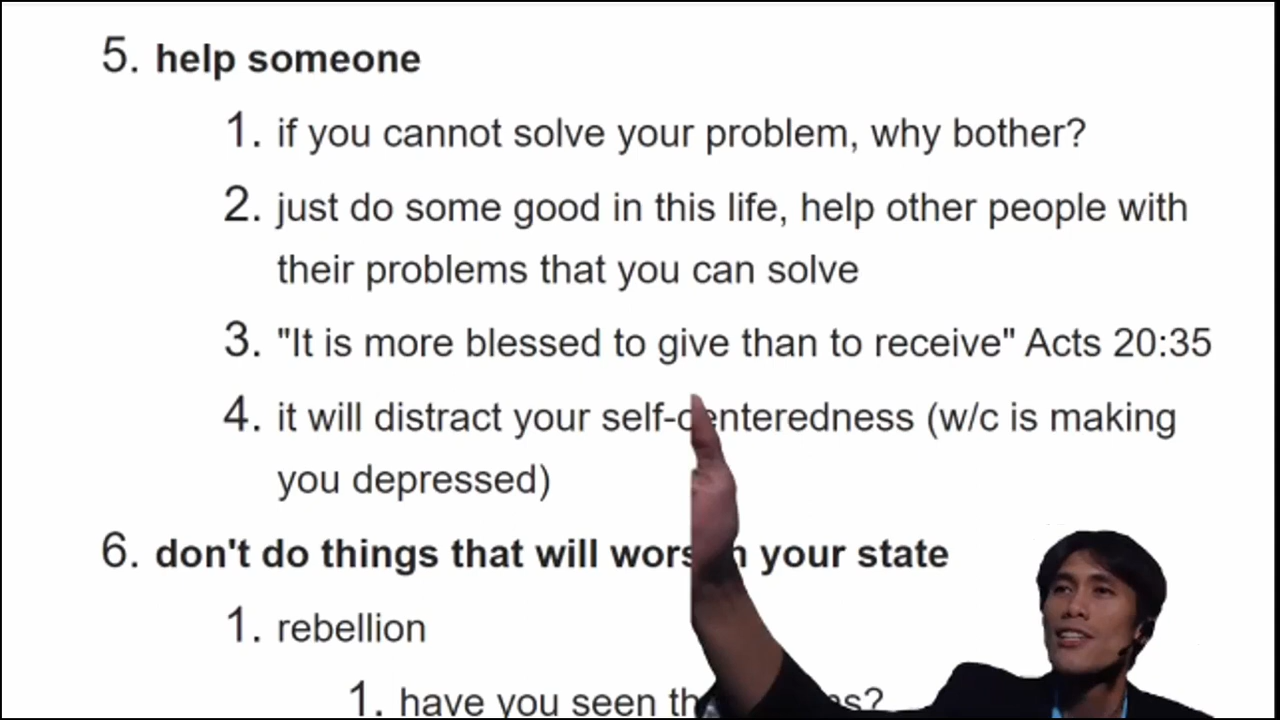 5. help someone
1. if you cannot solve your problem, why bother?
2. just do some good in this life, help other people with
their problems that you can solve
3. "It is more blessed to give than to receive" Acts 20:35
4. it will distract your self-centeredness (w/c is making
you depressed)
6. don't do things that will worsen your state
1. rebellion
1. have you seen